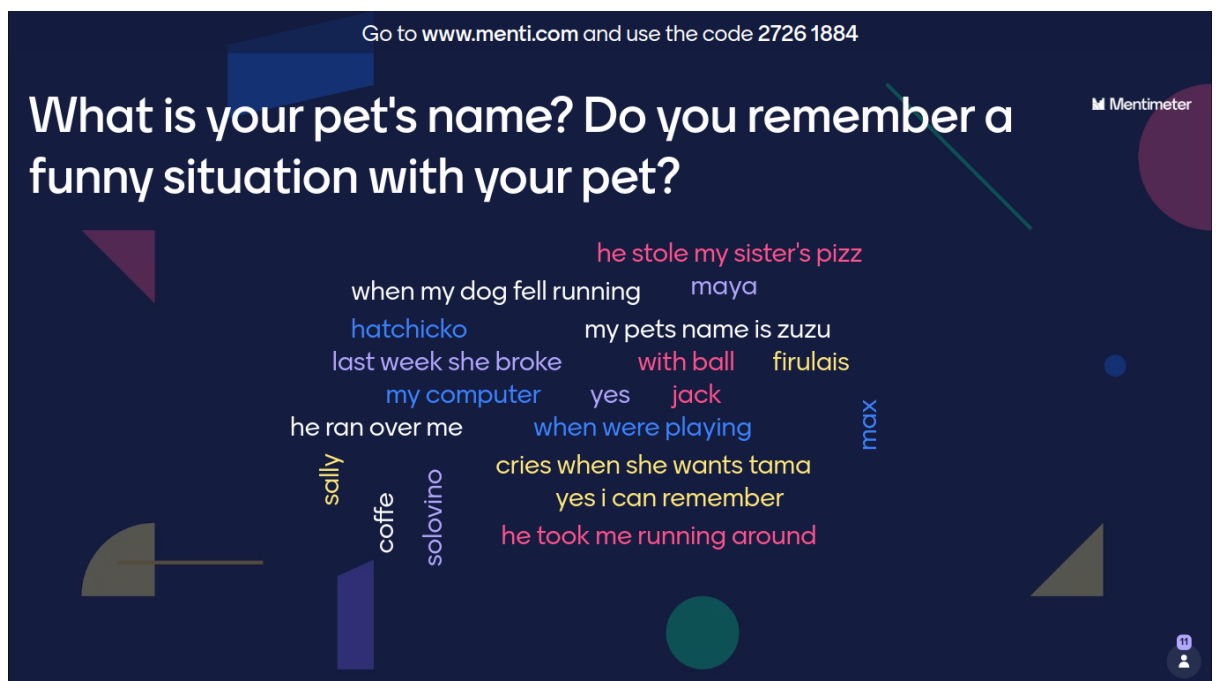 Go to www.menti.com and use the code 2726 1884
What is your pet's name? Do you remember a
funny situation with your pet?
Mentimeter
he stole my sister's pizz
when my dog fell running
maya
hatchicko
my pets name is zuzu
last week she broke
with ball
firulais
my computer
yes
jack
max
he ran over me
when were playing
sally
coffe
solovino
cries when she wants tama
yes i can remember
he took me running around
11